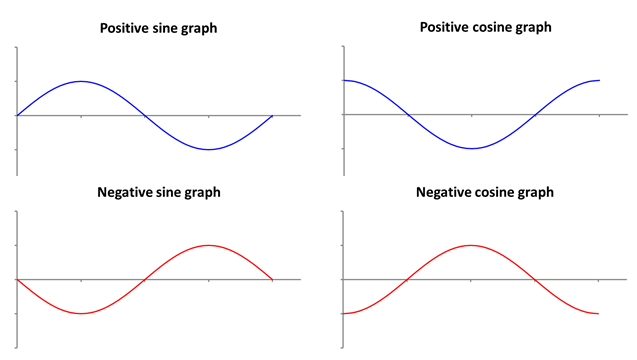 Positive sine graph
Positive cosine graph
Negative sine graph
Negative cosine graph